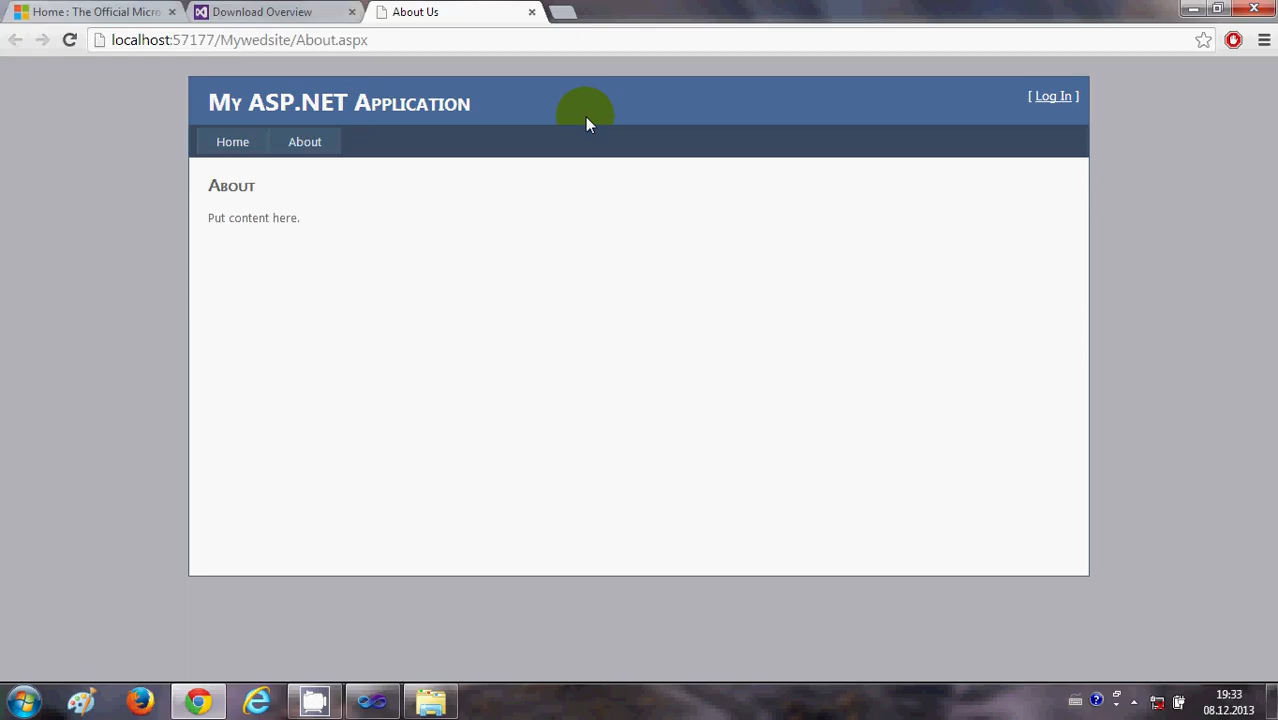 Home : The Official Micro
Download Overview
About Us
localhost:57177/Mywedsite/About.aspx
My ASP.NET Application
[ Log In ]
Home
About
About
Put content here.
19:33
08.12.2013